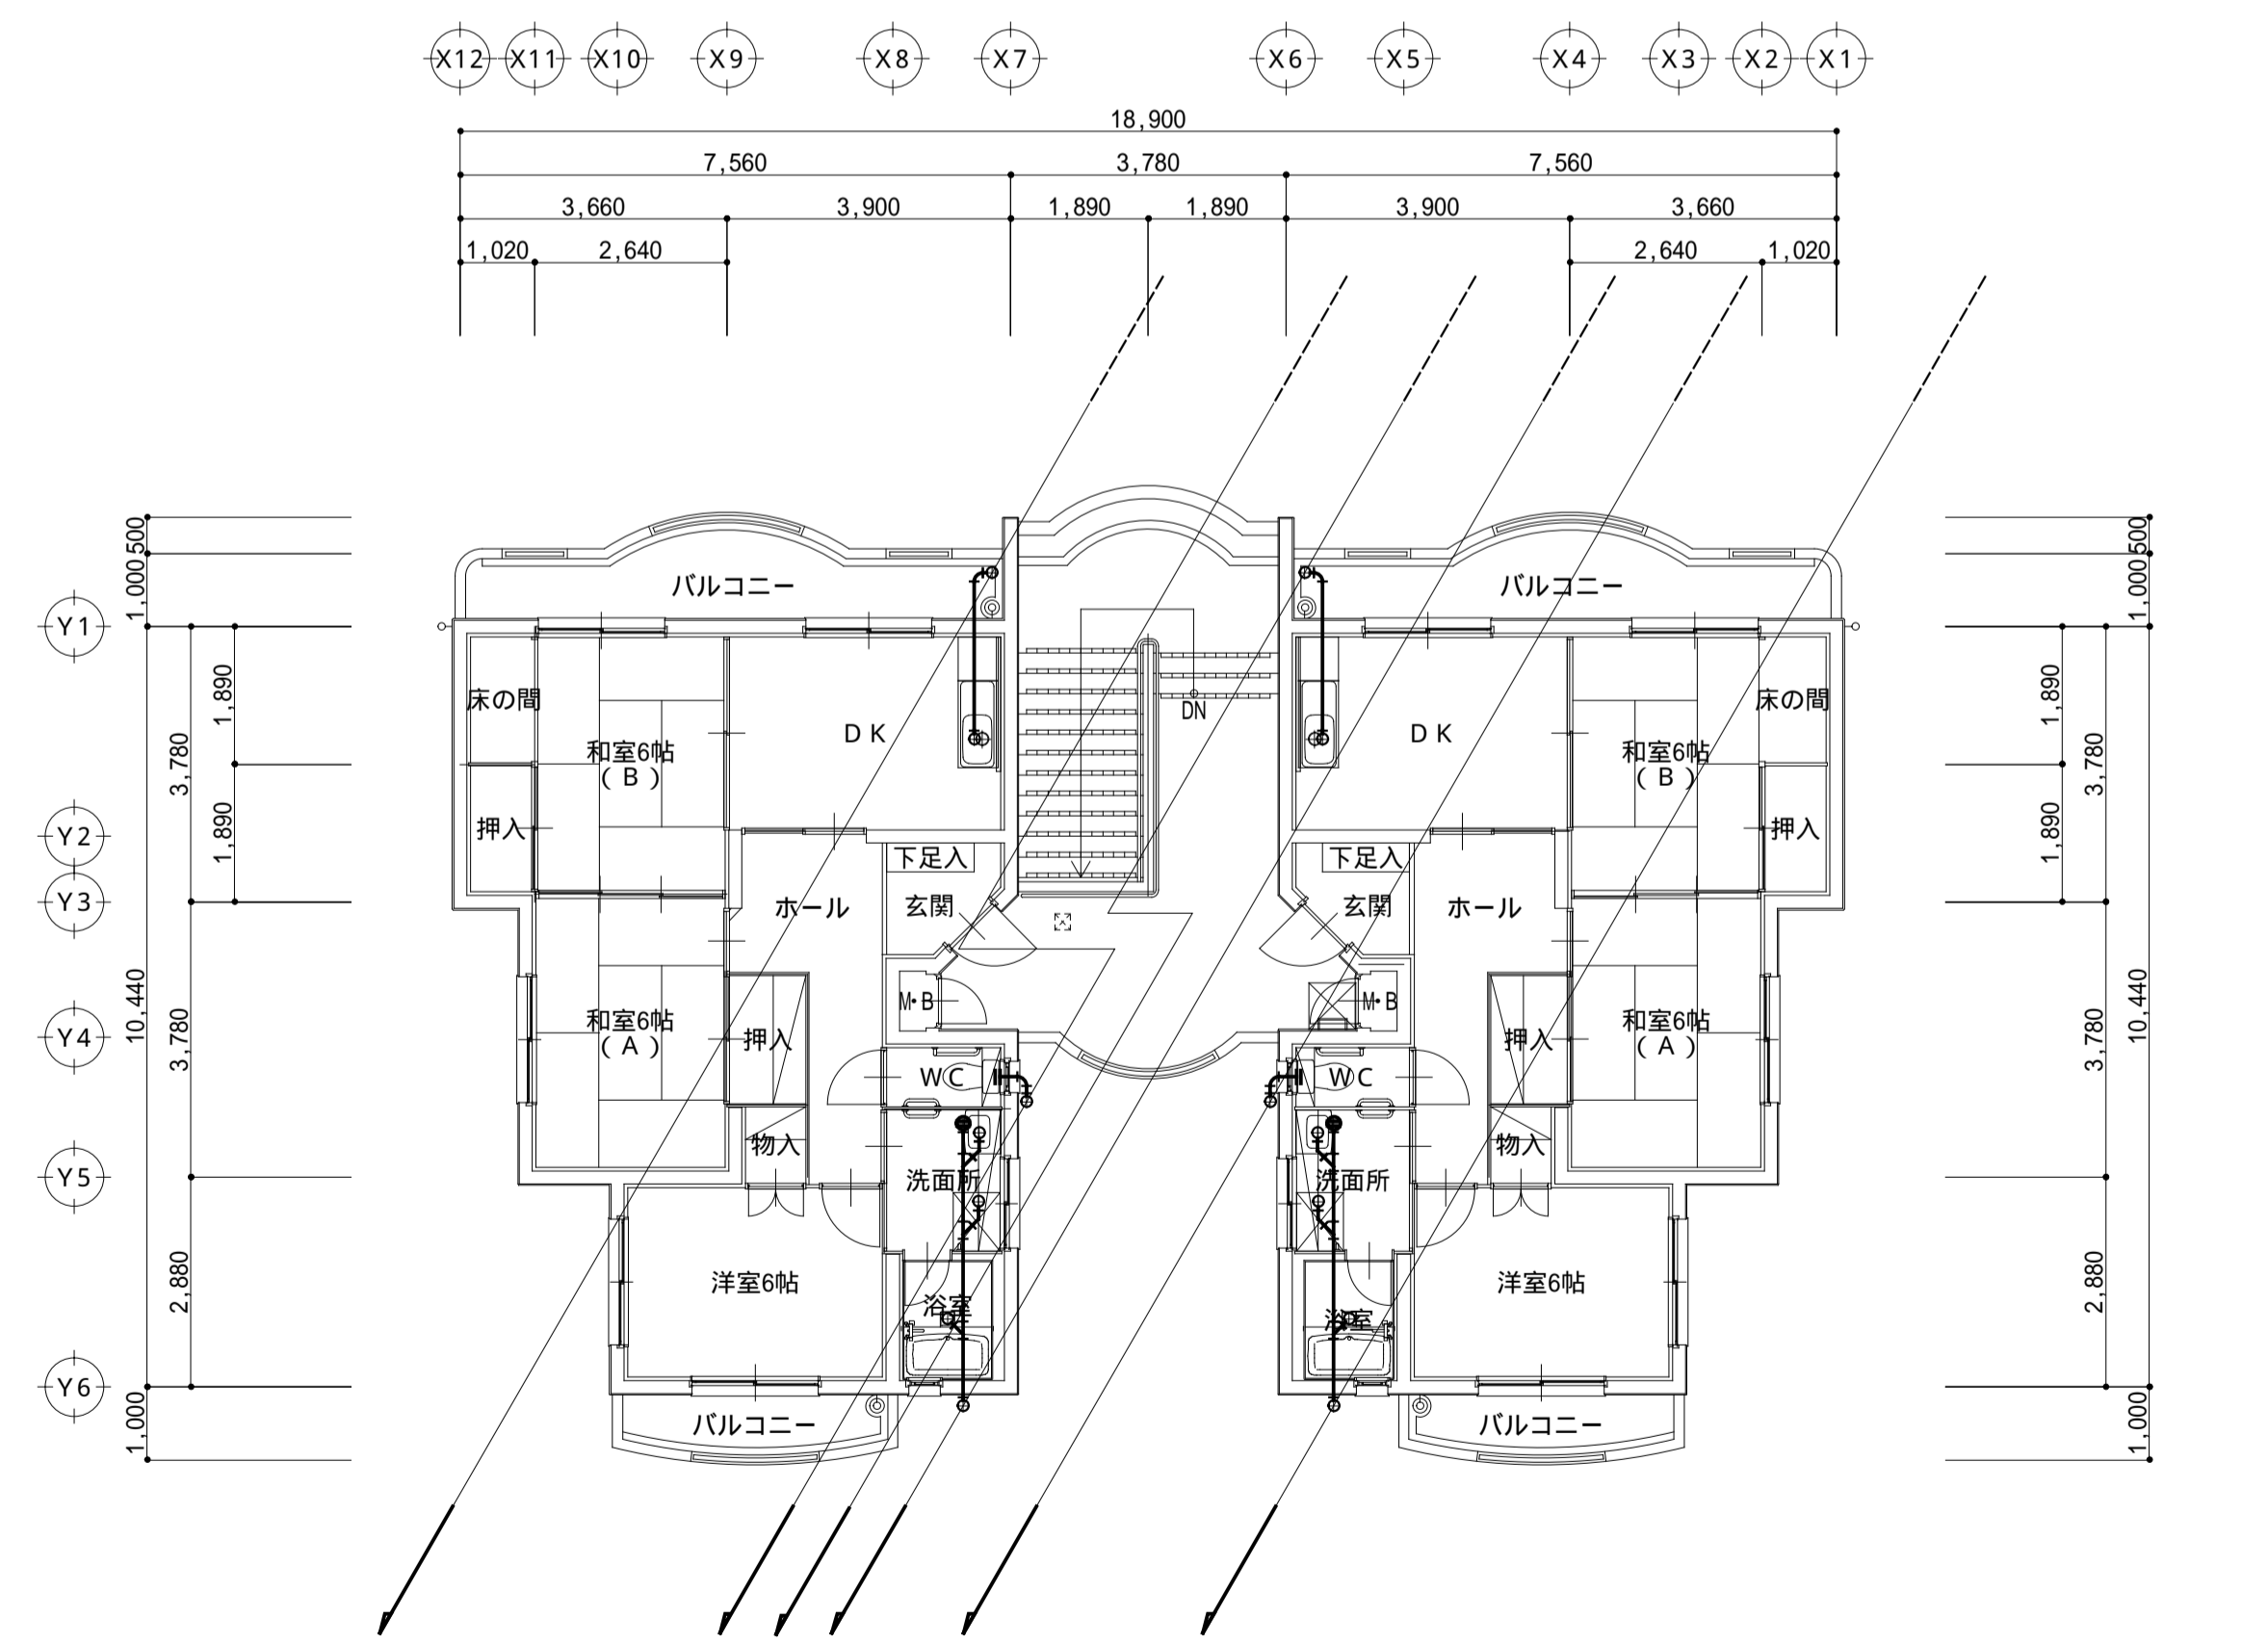 X12 X11 X10 X9 X8 X7 X6 X5 X4 X3 X2 X1
18,900
7,560 3,780 7,560
3,660 3,900 1,890 1,890 3,900 3,660
1,020 2,640 2,640 1,020
500 500
1,000 1,000
バルコニー バルコニー
Y1
1,890 1,890
床の間 床の間
DN
DK DK
和室6帖 和室6帖
(B) (B)
3,780 3,780
Y2
1,890 1,890
押入 押入
下足入 下足入
Y3
ホール 玄関 玄関 ホール
10,440 10,440
M・B M・B
和室6帖 和室6帖
(A) (A)
Y4
3,780 3,780
押入 押入
WC WC
物入 物入
Y5
洗面所 洗面所
2,880 2,880
洋室6帖 洋室6帖
浴室 浴室
Y6
1,000 1,000
バルコニー バルコニー